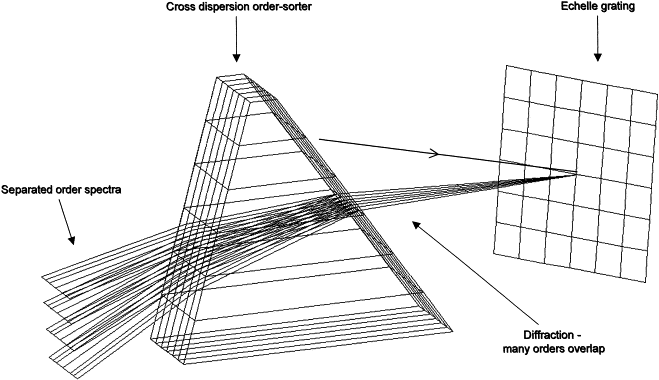 Cross dispersion order-sorter
Echelle grating
Separated order spectra
Diffraction -
many orders overlap